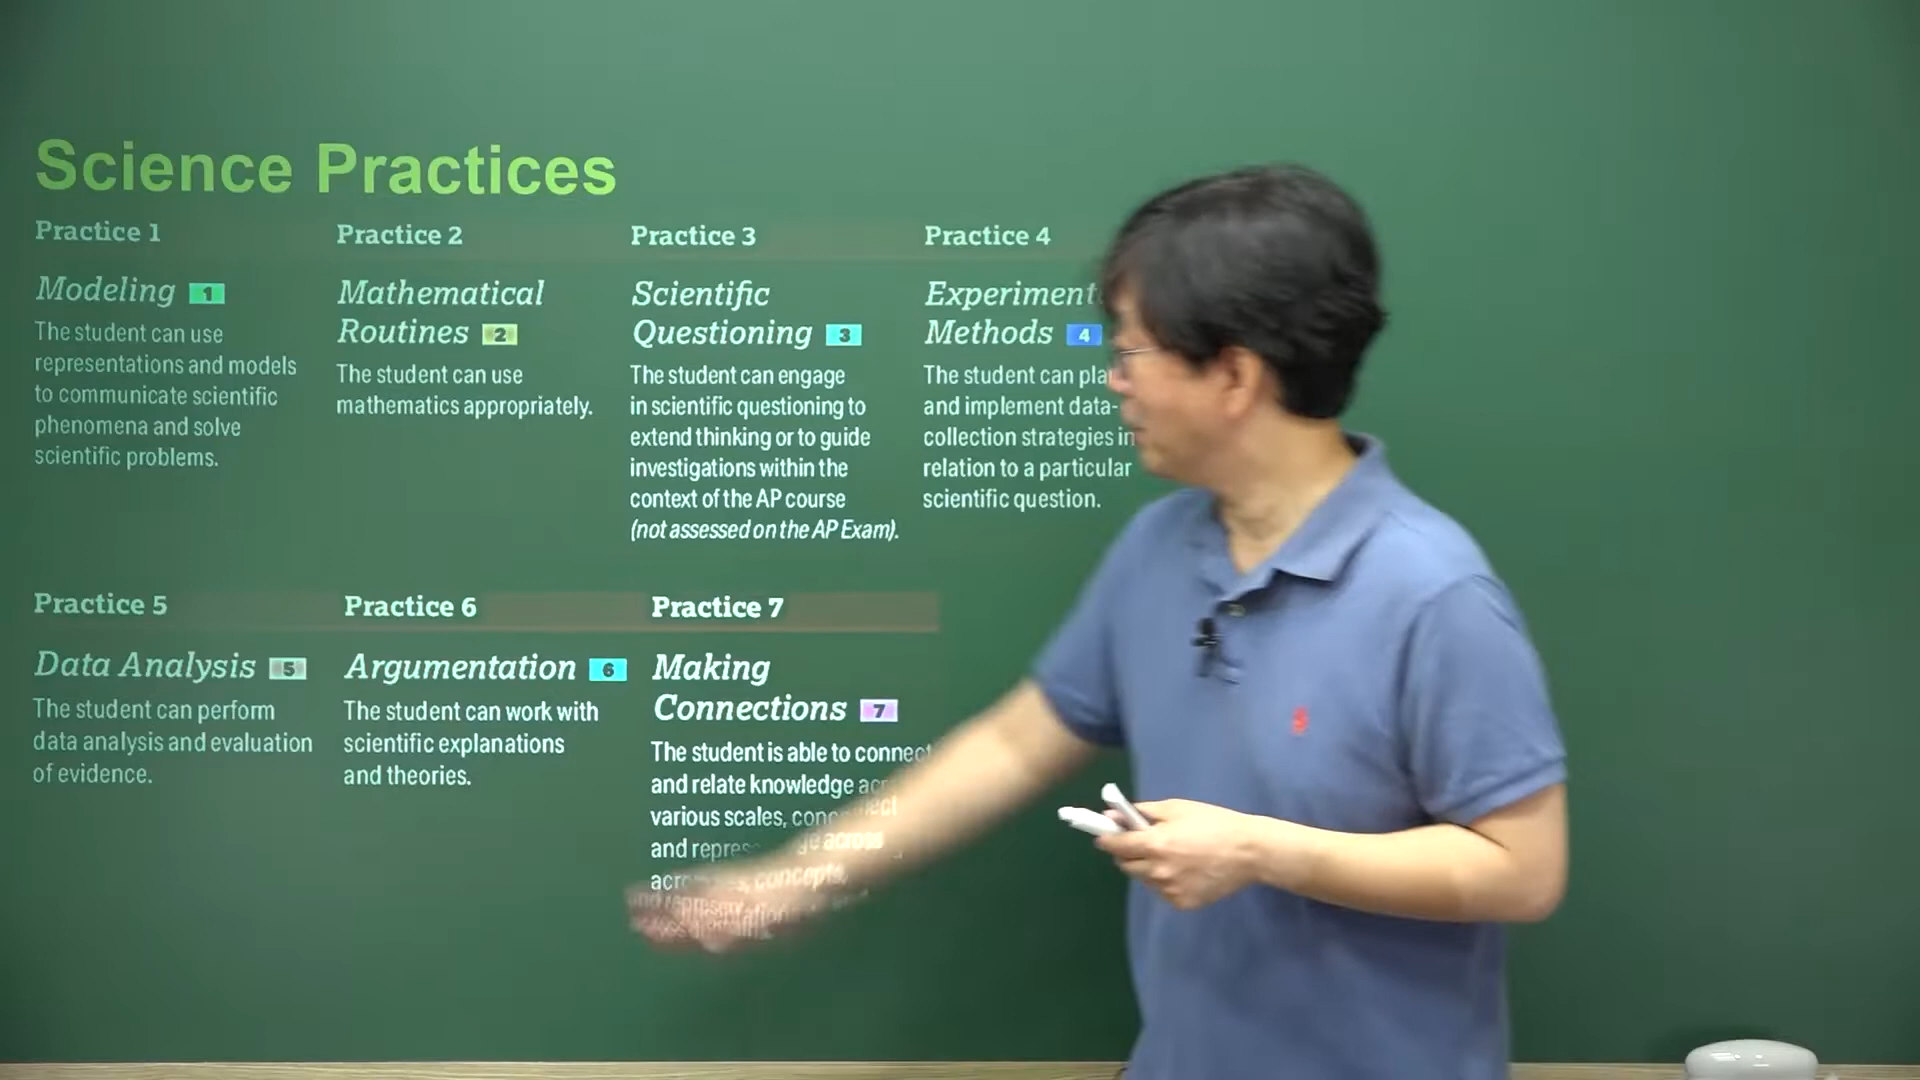 Science Practices
Practice 1
Modeling 1
The student can use
representations and models
to communicate scientific
phenomena and solve
scientific problems.
Practice 2
Mathematical
Routines 2
The student can use
mathematics appropriately.
Practice 3
Scientific
Questioning 3
The student can engage
in scientific questioning to
extend thinking or to guide
investigations within the
context of the AP course
(not assessed on the AP Exam).
Practice 4
Methods 4
The student can
and implement data-
collection strategies in
relation to a particular
scientific question.
Practice 5
Data Analysis 5
The student can perform
data analysis and evaluation
of evidence.
Practice 6
Argumentation 6
The student can work with
scientific explanations
and theories.
Practice 7
Making
Connections 7
The student is able to connect
and relate knowledge
various scales,
and